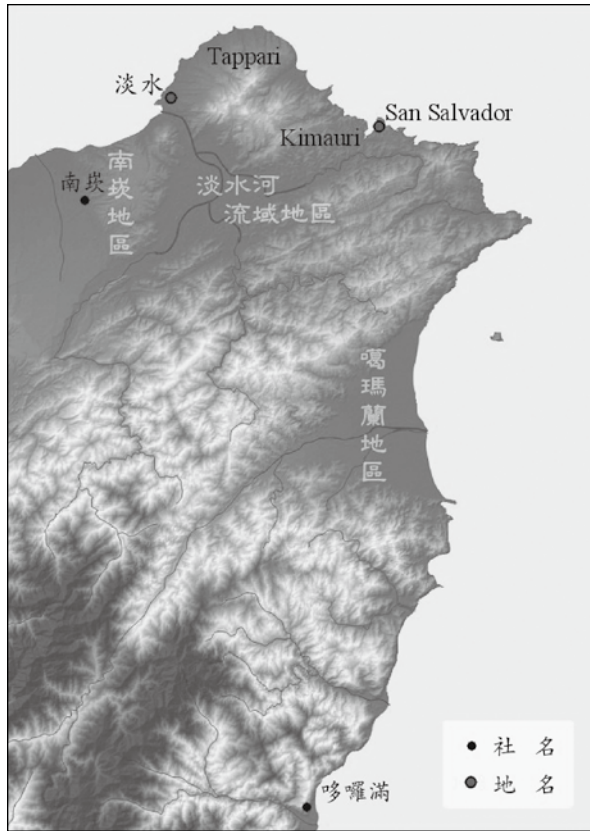 Tappari
淡水
San Salvador
Kimauri
南崁地區
南崁
淡水河
流域地區
噶瑪蘭地區
社 名
地 名
哆囉滿